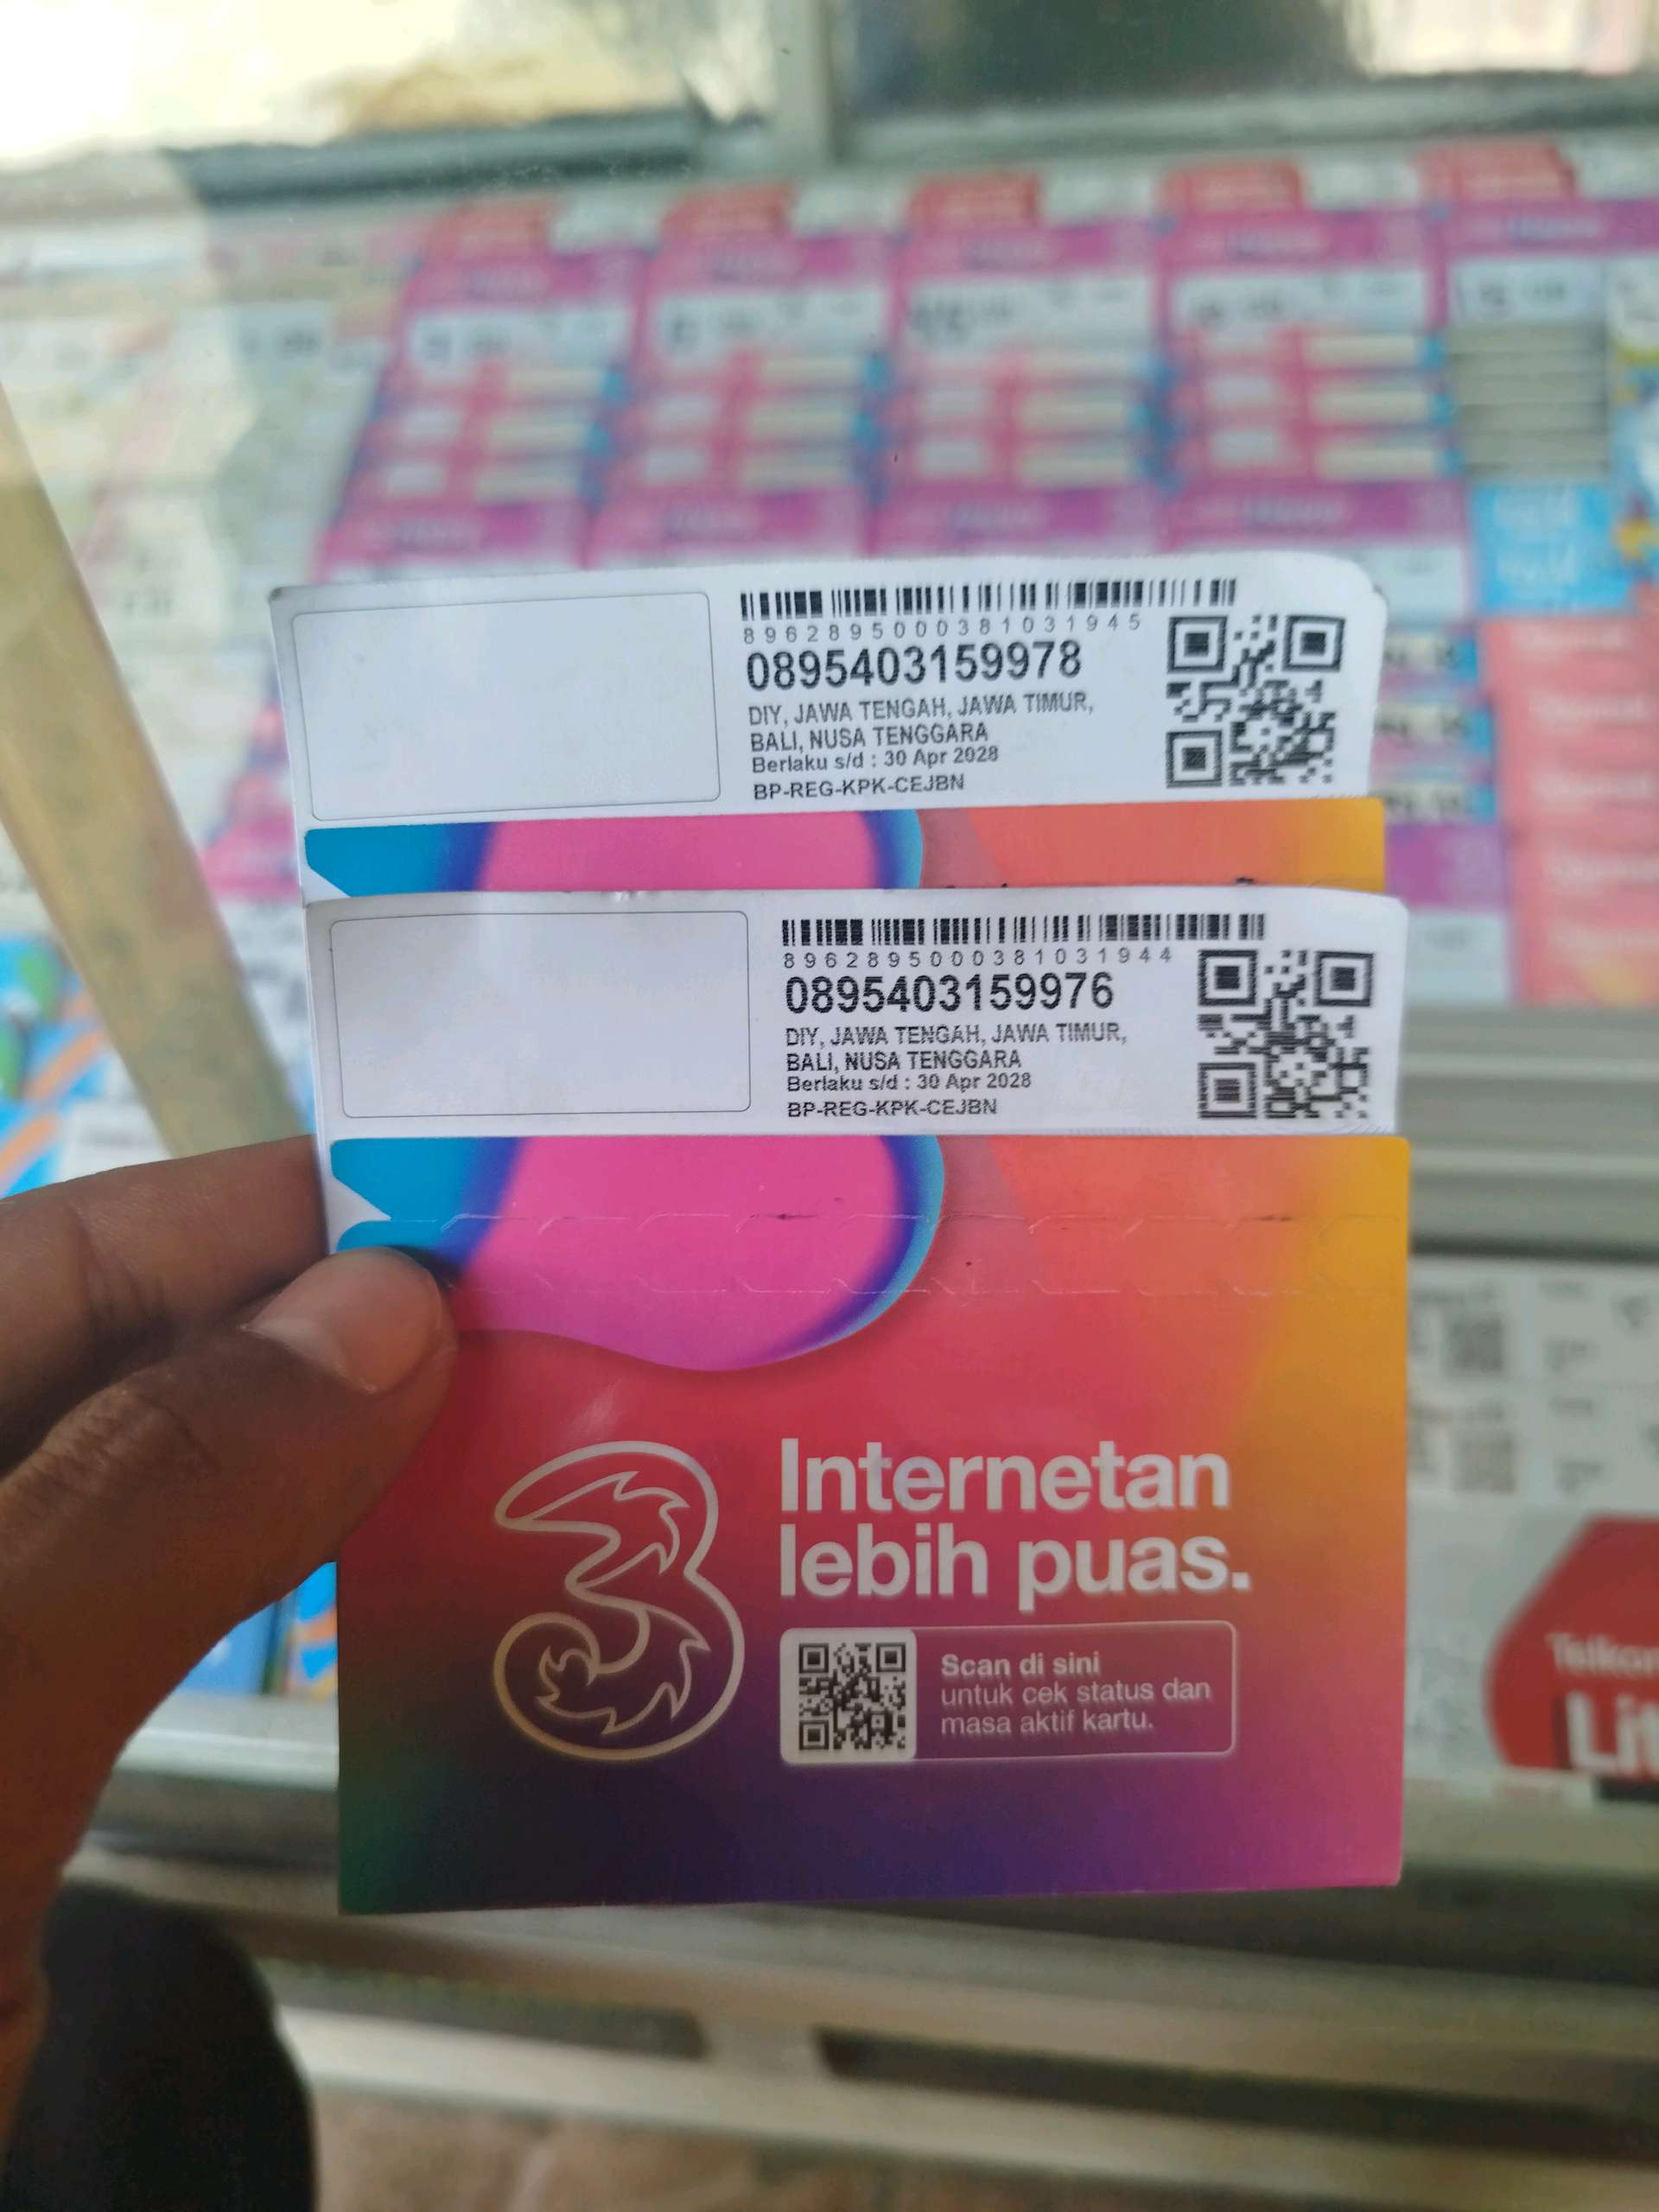 8962895000381031945
0895403159978
DIY, JAWA TENGAH, JAWA TIMUR,
BALI, NUSA TENGGARA
Berlaku s/d : 30 Apr 2028
BP-REG-KPK-CEJBN
8962895000381031944
0895403159976
DIY, JAWA TENGAH, JAWA TIMUR,
BALI, NUSA TENGGARA
Berlaku s/d : 30 Apr 2028
BP-REG-KPK-CEJBN
3
Internetan
lebih puas.
Scan di sini
untuk cek status dan
masa aktif kartu.